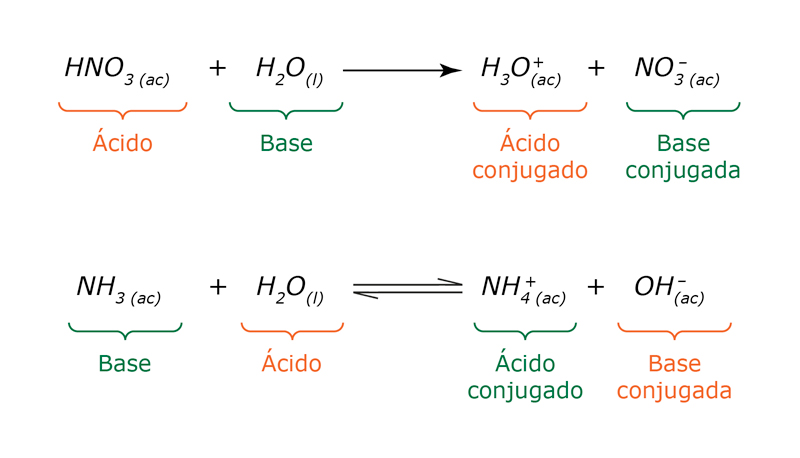 HNO₃ (ac) + H₂O(l) ⟶ H₃O⁺(ac) + NO₃⁻ (ac)
Ácido Base Ácido conjugado Base conjugada
NH₃ (ac) + H₂O(l) ⇌ NH₄⁺ (ac) + OH⁻(ac)
Base Ácido Ácido conjugado Base conjugada